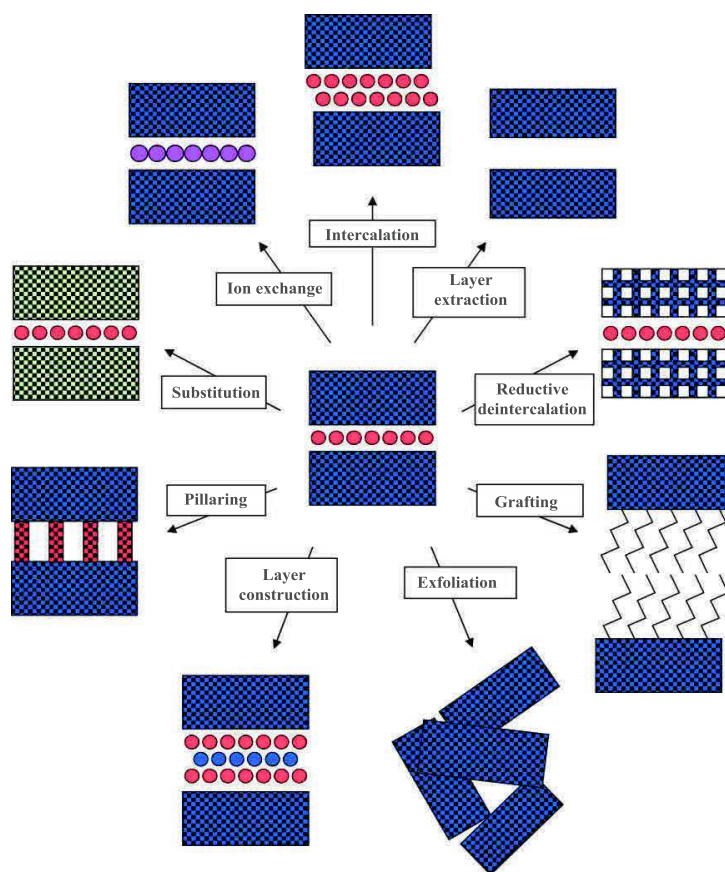 Intercalation
Ion exchange
Layer
extraction
Substitution
Reductive
deintercalation
Pillaring
Grafting
Layer
construction
Exfoliation